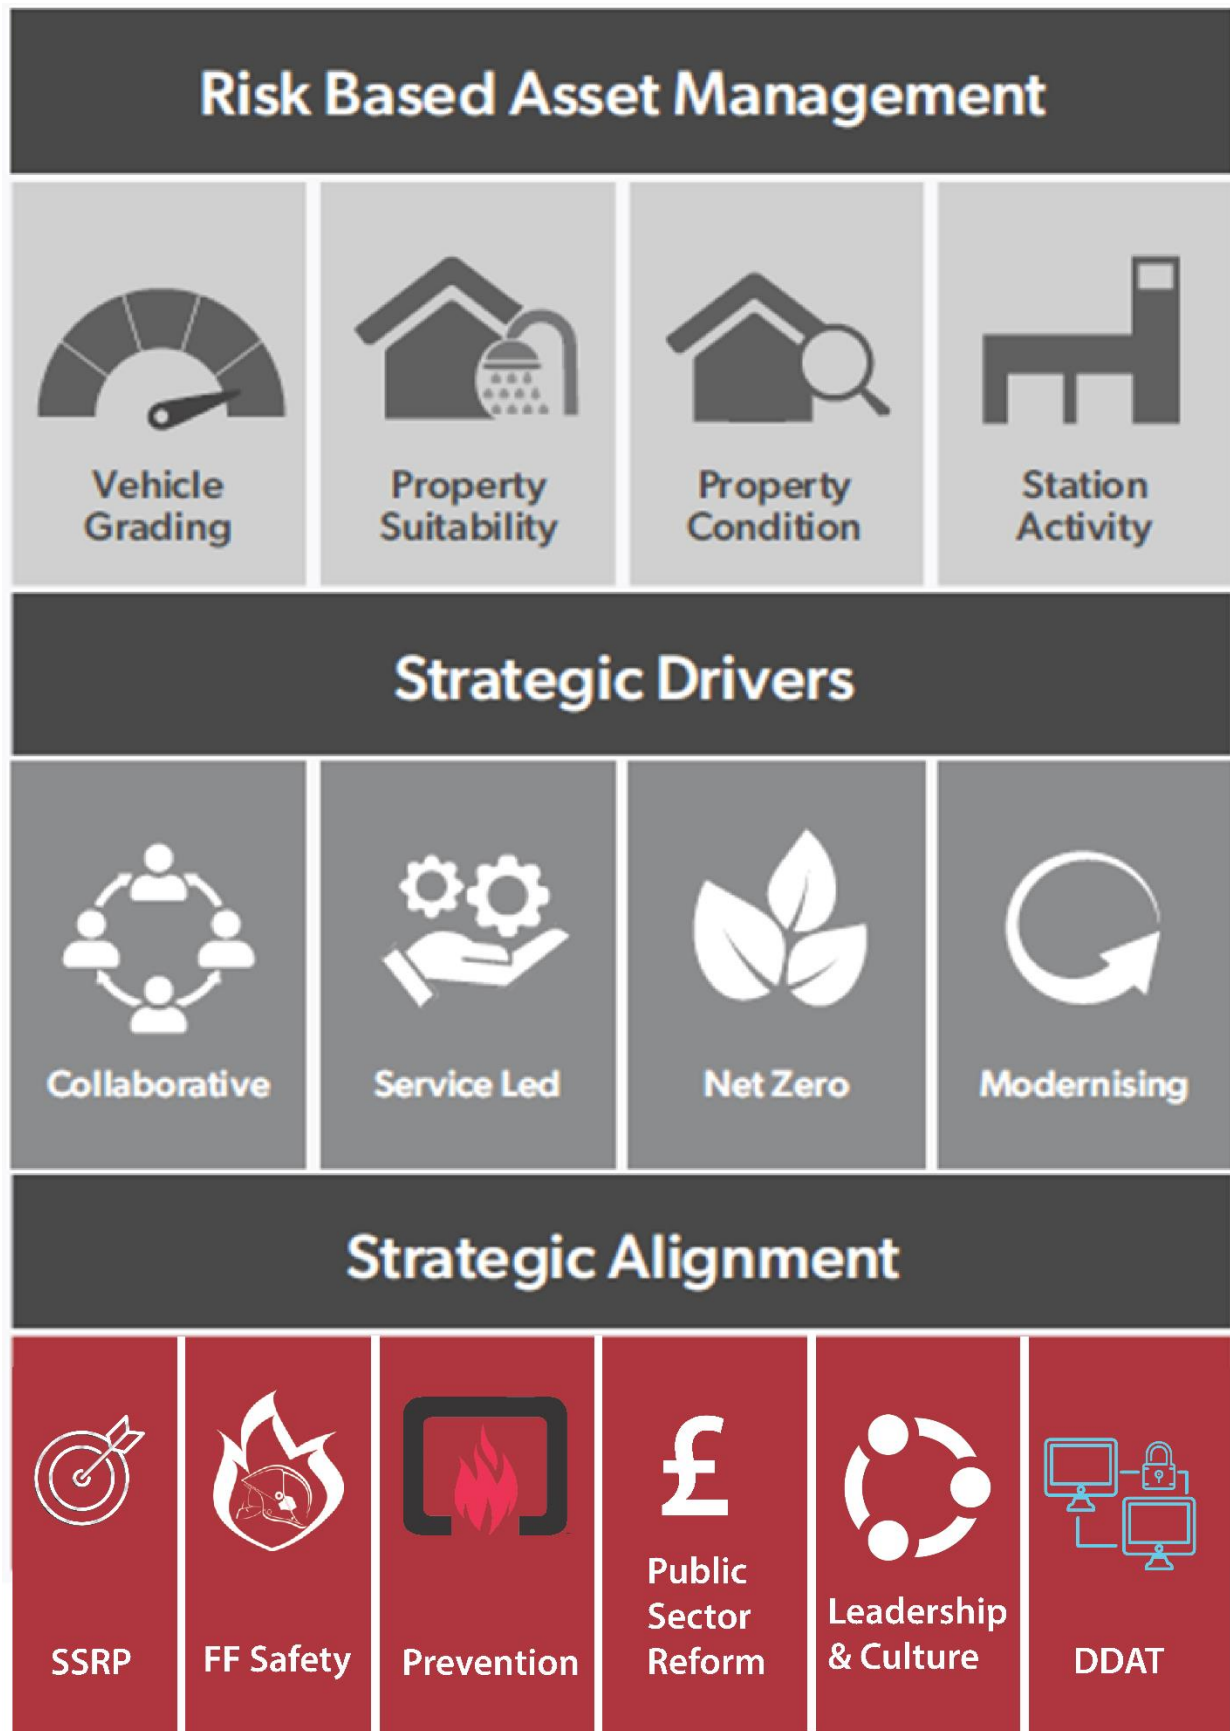 Risk Based Asset Management
Vehicle
Grading
Property
Suitability
Property
Condition
Station
Activity
Strategic Drivers
Collaborative
Service Led
Net Zero
Modernising
Strategic Alignment
SSRP
FF Safety
Prevention
£
Public
Sector
Reform
Leadership
& Culture
DDAT